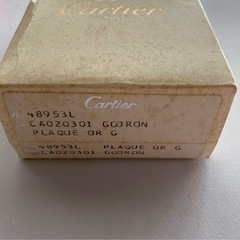 Cartier
Cartier
48953L
CA020301 GODRON
PLAQUE OR G
48953L PLAQUE OR G
CA020301 GODRON